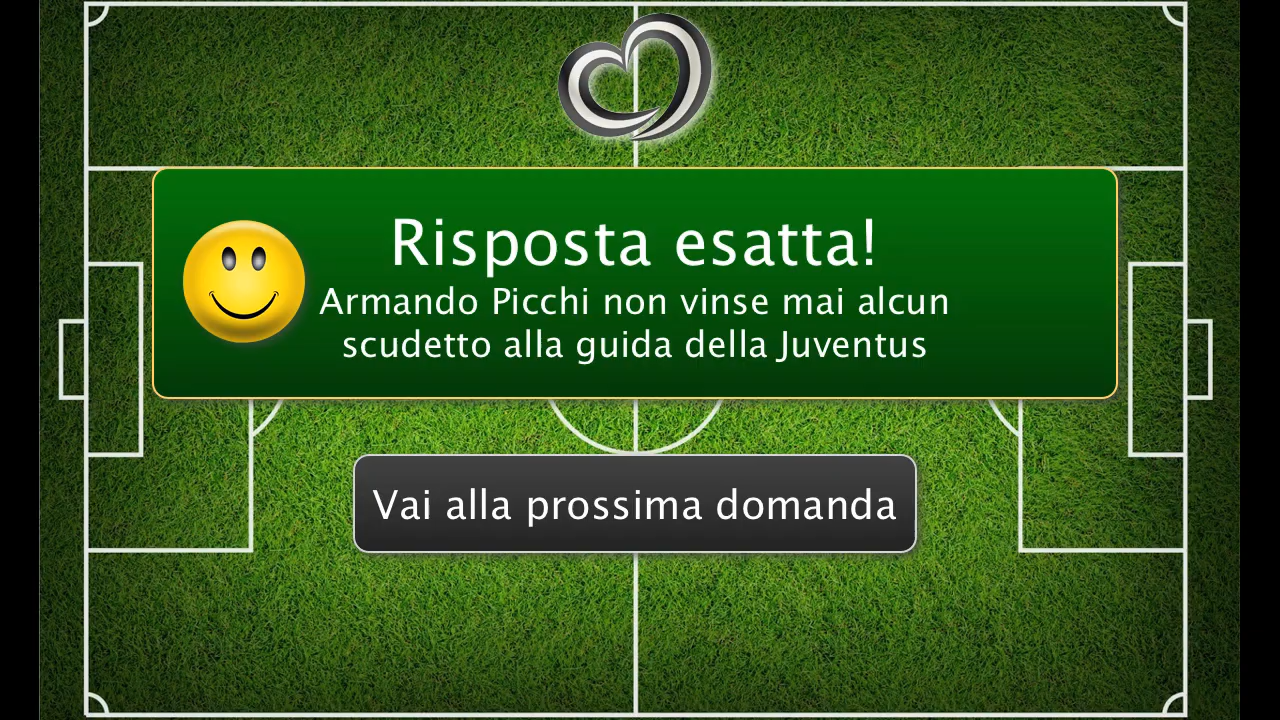 Risposta esatta!
Armando Picchi non vinse mai alcun
scudetto alla guida della Juventus
Vai alla prossima domanda